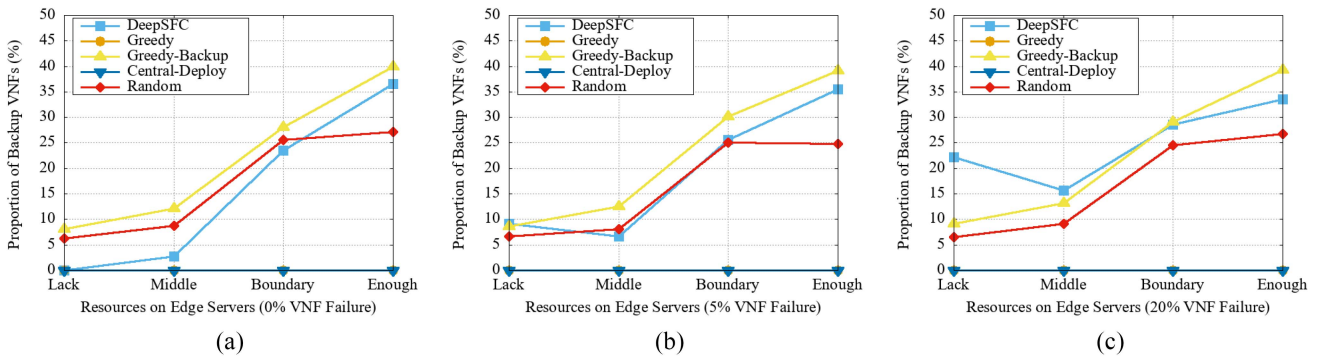 Proportion of Backup VNFs (%)
50
45
40
35
30
25
20
15
10
5
0
DeepSFC
Greedy
Greedy-Backup
Central-Deploy
Random
Lack
Middle
Boundary
Enough
Resources on Edge Servers (0% VNF Failure)
(a)
Proportion of Backup VNFs (%)
50
45
40
35
30
25
20
15
10
5
0
DeepSFC
Greedy
Greedy-Backup
Central-Deploy
Random
Lack
Middle
Boundary
Enough
Resources on Edge Servers (5% VNF Failure)
(b)
Proportion of Backup VNFs (%)
50
45
40
35
30
25
20
15
10
5
0
DeepSFC
Greedy
Greedy-Backup
Central-Deploy
Random
Lack
Middle
Boundary
Enough
Resources on Edge Servers (20% VNF Failure)
(c)